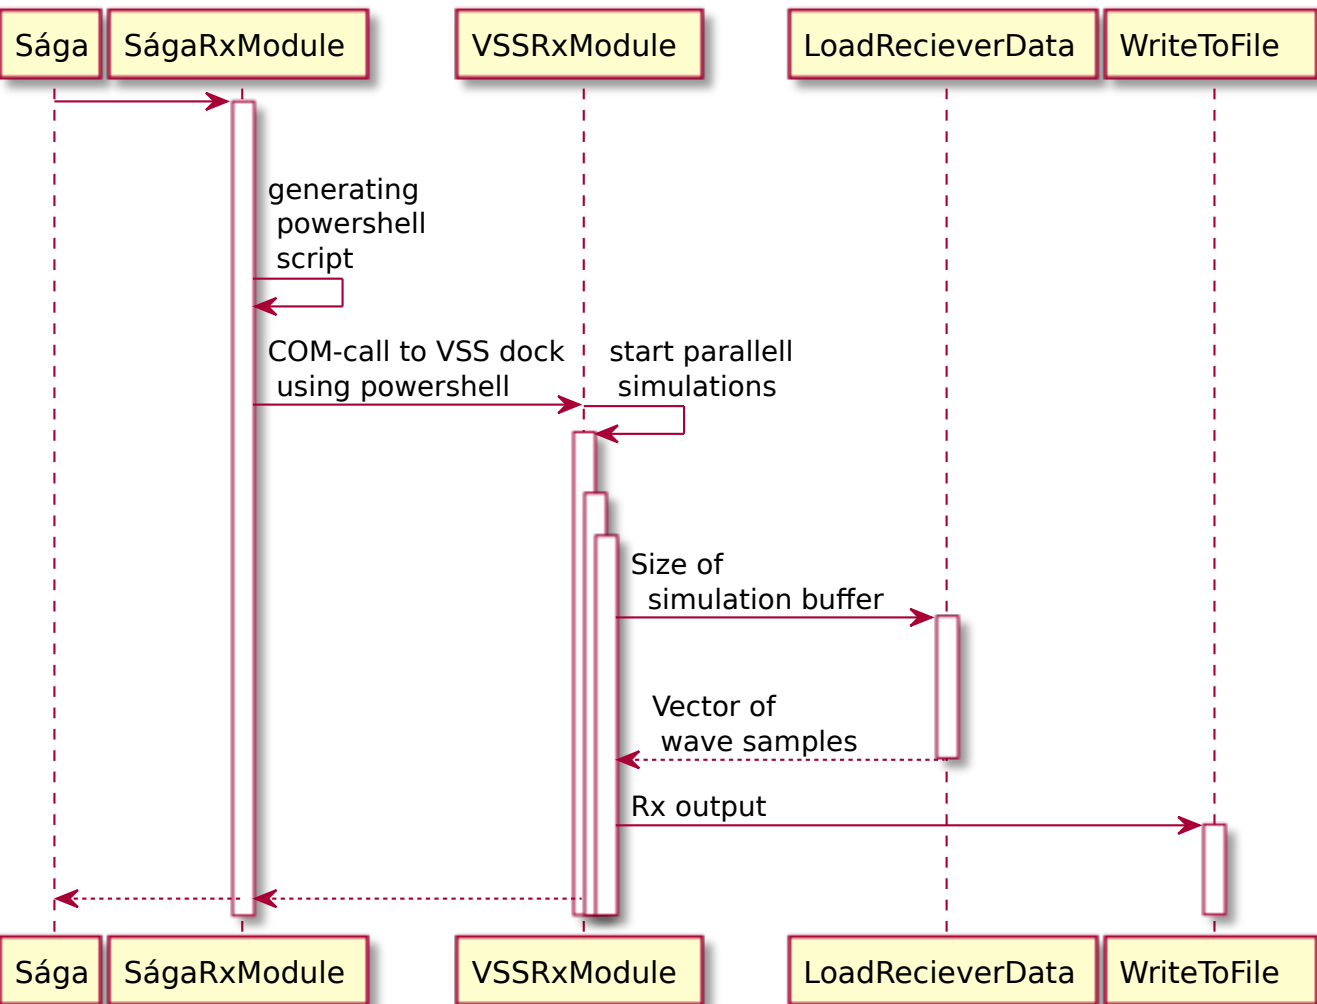 Sága
SágaRxModule
VSSRxModule
LoadRecieverData
WriteToFile
generating
powershell
script
COM-call to VSS dock
using powershell
start parallell
simulations
Size of
simulation buffer
Vector of
wave samples
Rx output
Sága
SágaRxModule
VSSRxModule
LoadRecieverData
WriteToFile